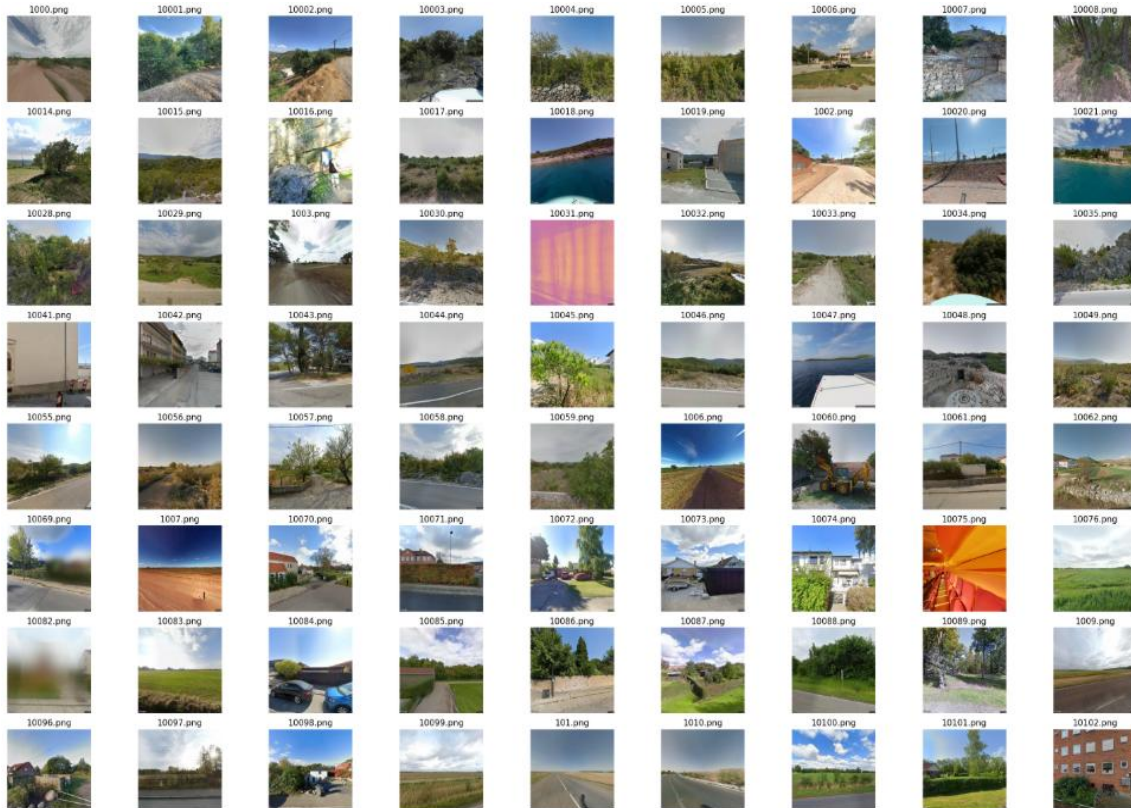 1000.png 10001.png 10002.png 10003.png 10004.png 10005.png 10006.png 10007.png 10008.png
10014.png 10015.png 10016.png 10017.png 10018.png 10019.png 1002.png 10020.png 10021.png
10028.png 10029.png 1003.png 10030.png 10031.png 10032.png 10033.png 10034.png 10035.png
10041.png 10042.png 10043.png 10044.png 10045.png 10046.png 10047.png 10048.png 10049.png
10055.png 10056.png 10057.png 10058.png 10059.png 1006.png 10060.png 10061.png 10062.png
10069.png 1007.png 10070.png 10071.png 10072.png 10073.png 10074.png 10075.png 10076.png
10082.png 10083.png 10084.png 10085.png 10086.png 10087.png 10088.png 10089.png 1009.png
10096.png 10097.png 10098.png 10099.png 101.png 1010.png 10100.png 10101.png 10102.png